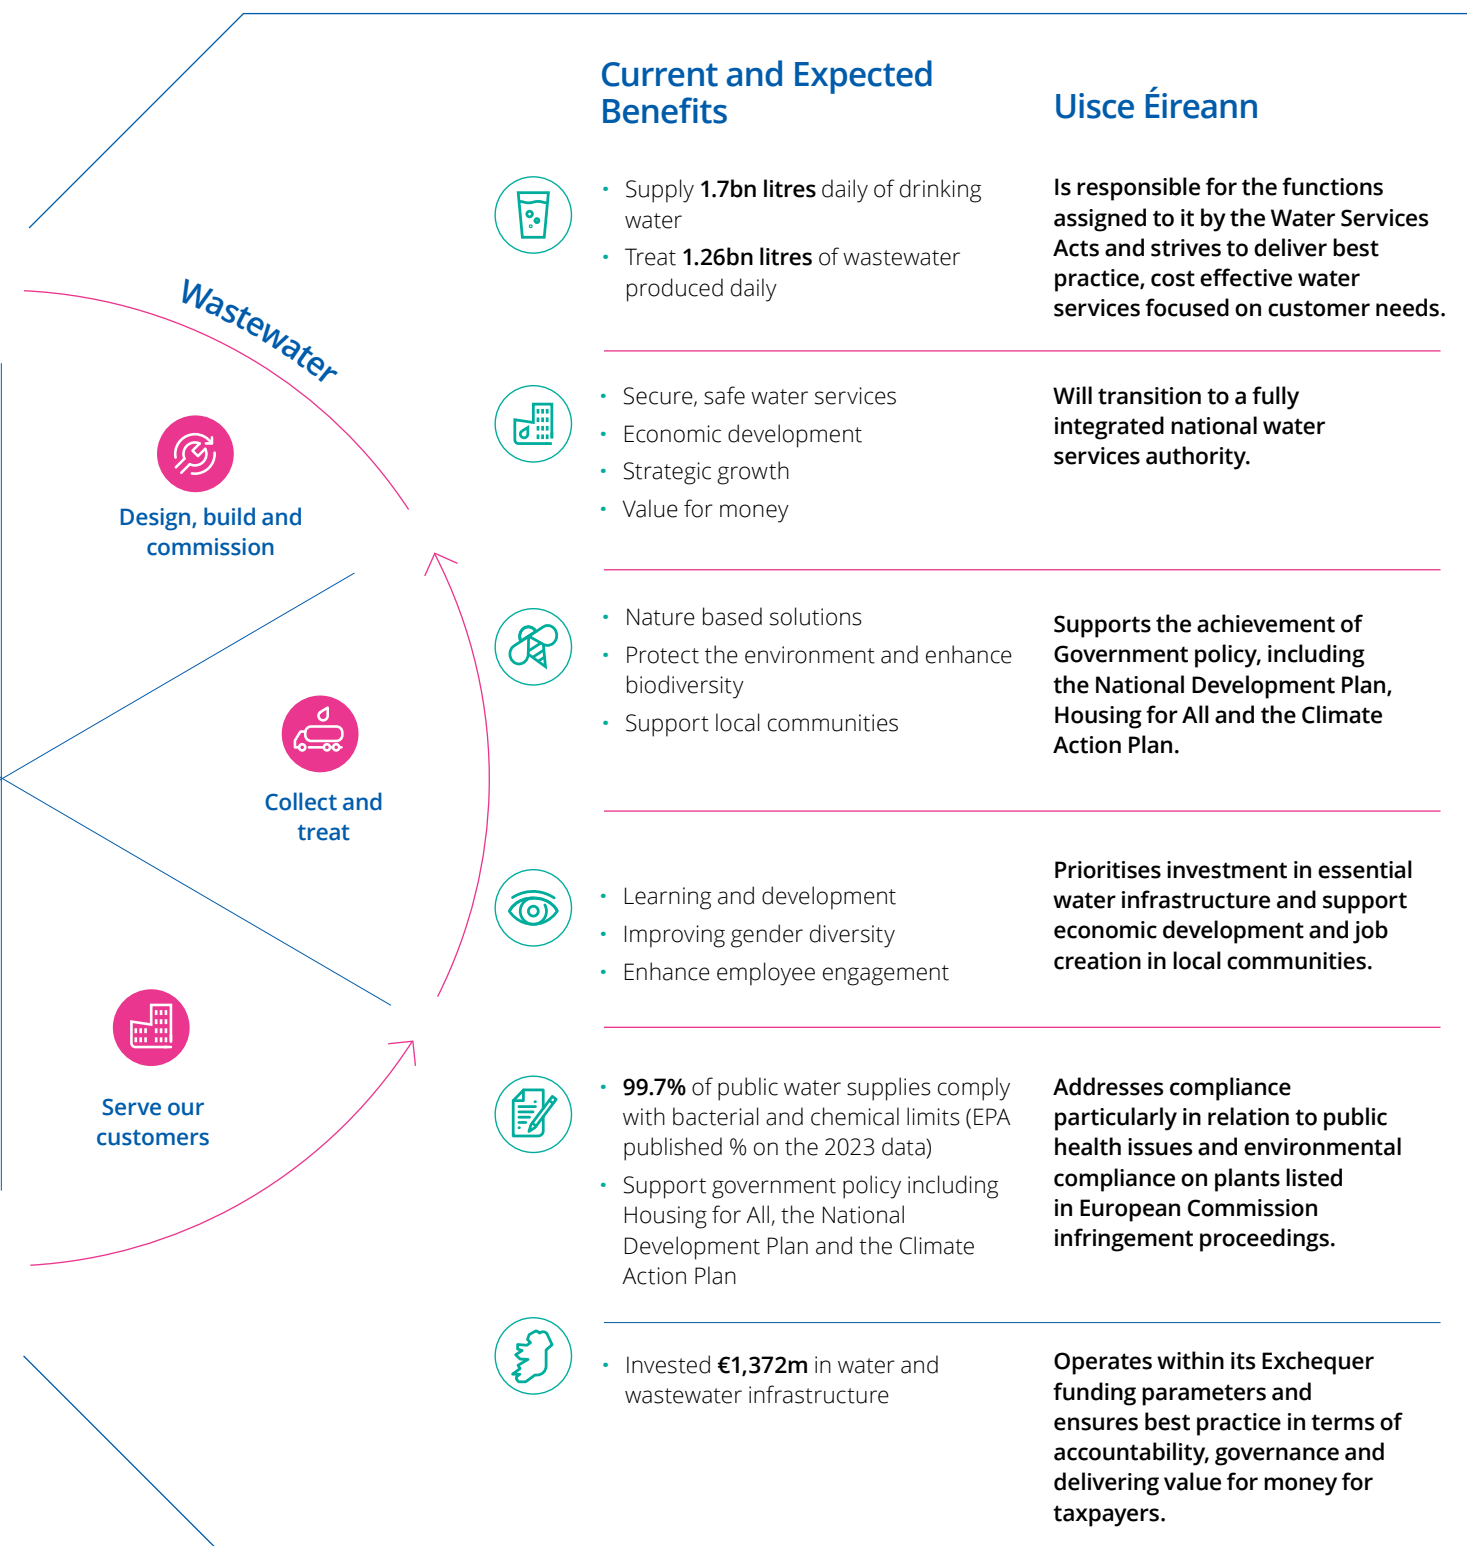 Wastewater
Design, build and
commission
Collect and
treat
Serve our
customers
Current and Expected
Benefits
Uisce Éireann
• Supply 1.7bn litres daily of drinking
water
• Treat 1.26bn litres of wastewater
produced daily
Is responsible for the functions
assigned to it by the Water Services
Acts and strives to deliver best
practice, cost effective water
services focused on customer needs.
• Secure, safe water services
• Economic development
• Strategic growth
• Value for money
Will transition to a fully
integrated national water
services authority.
• Nature based solutions
• Protect the environment and enhance
biodiversity
• Support local communities
Supports the achievement of
Government policy, including
the National Development Plan,
Housing for All and the Climate
Action Plan.
• Learning and development
• Improving gender diversity
• Enhance employee engagement
Prioritises investment in essential
water infrastructure and support
economic development and job
creation in local communities.
• 99.7% of public water supplies comply
with bacterial and chemical limits (EPA
published % on the 2023 data)
• Support government policy including
Housing for All, the National
Development Plan and the Climate
Action Plan
Addresses compliance
particularly in relation to public
health issues and environmental
compliance on plants listed
in European Commission
infringement proceedings.
• Invested €1,372m in water and
wastewater infrastructure
Operates within its Exchequer
funding parameters and
ensures best practice in terms of
accountability, governance and
delivering value for money for
taxpayers.